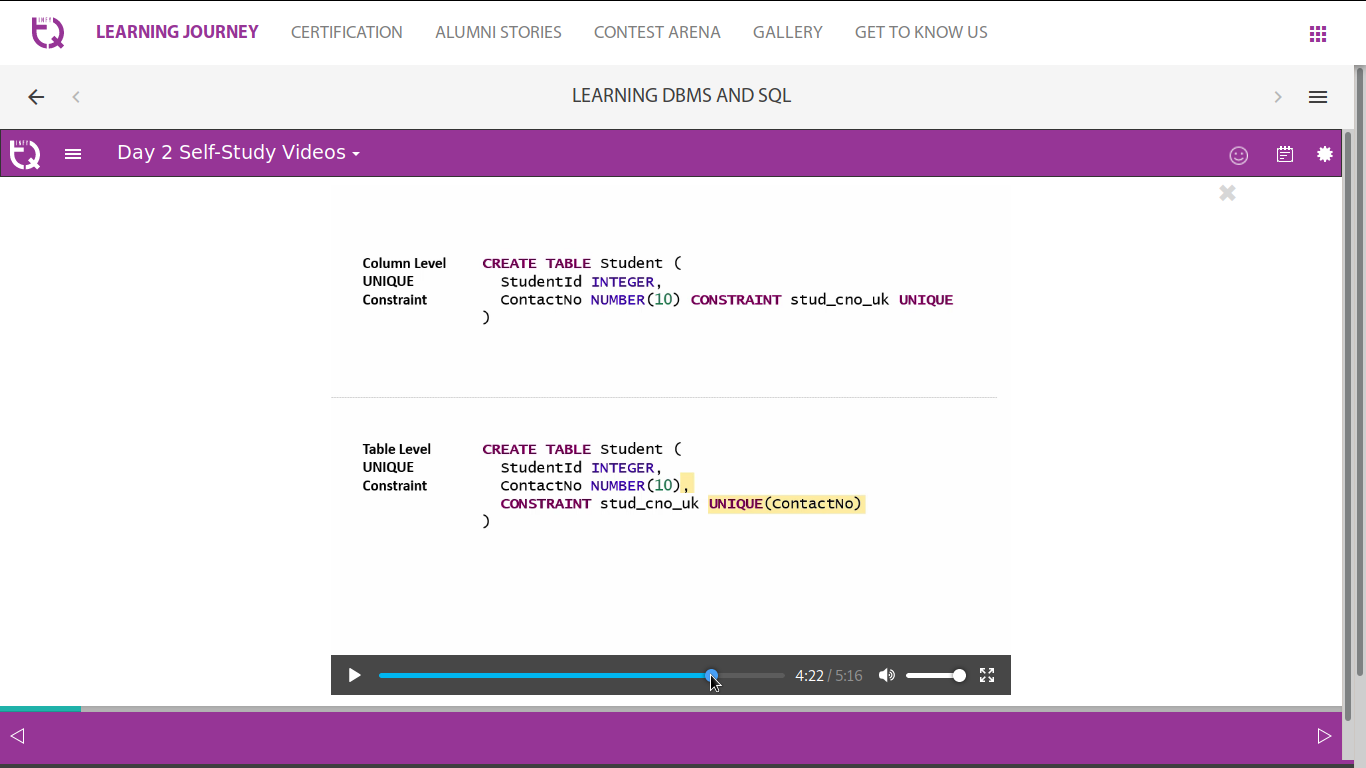 INFY TQ
LEARNING JOURNEY CERTIFICATION ALUMNI STORIES CONTEST ARENA GALLERY GET TO KNOW US
LEARNING DBMS AND SQL
INFY TQ Day 2 Self-Study Videos
Column Level CREATE TABLE Student (
UNIQUE StudentId INTEGER,
Constraint ContactNo NUMBER(10) CONSTRAINT stud_cno_uk UNIQUE
)
Table Level CREATE TABLE Student (
UNIQUE StudentId INTEGER,
Constraint ContactNo NUMBER(10),
CONSTRAINT stud_cno_uk UNIQUE(ContactNo)
)
4:22 / 5:16